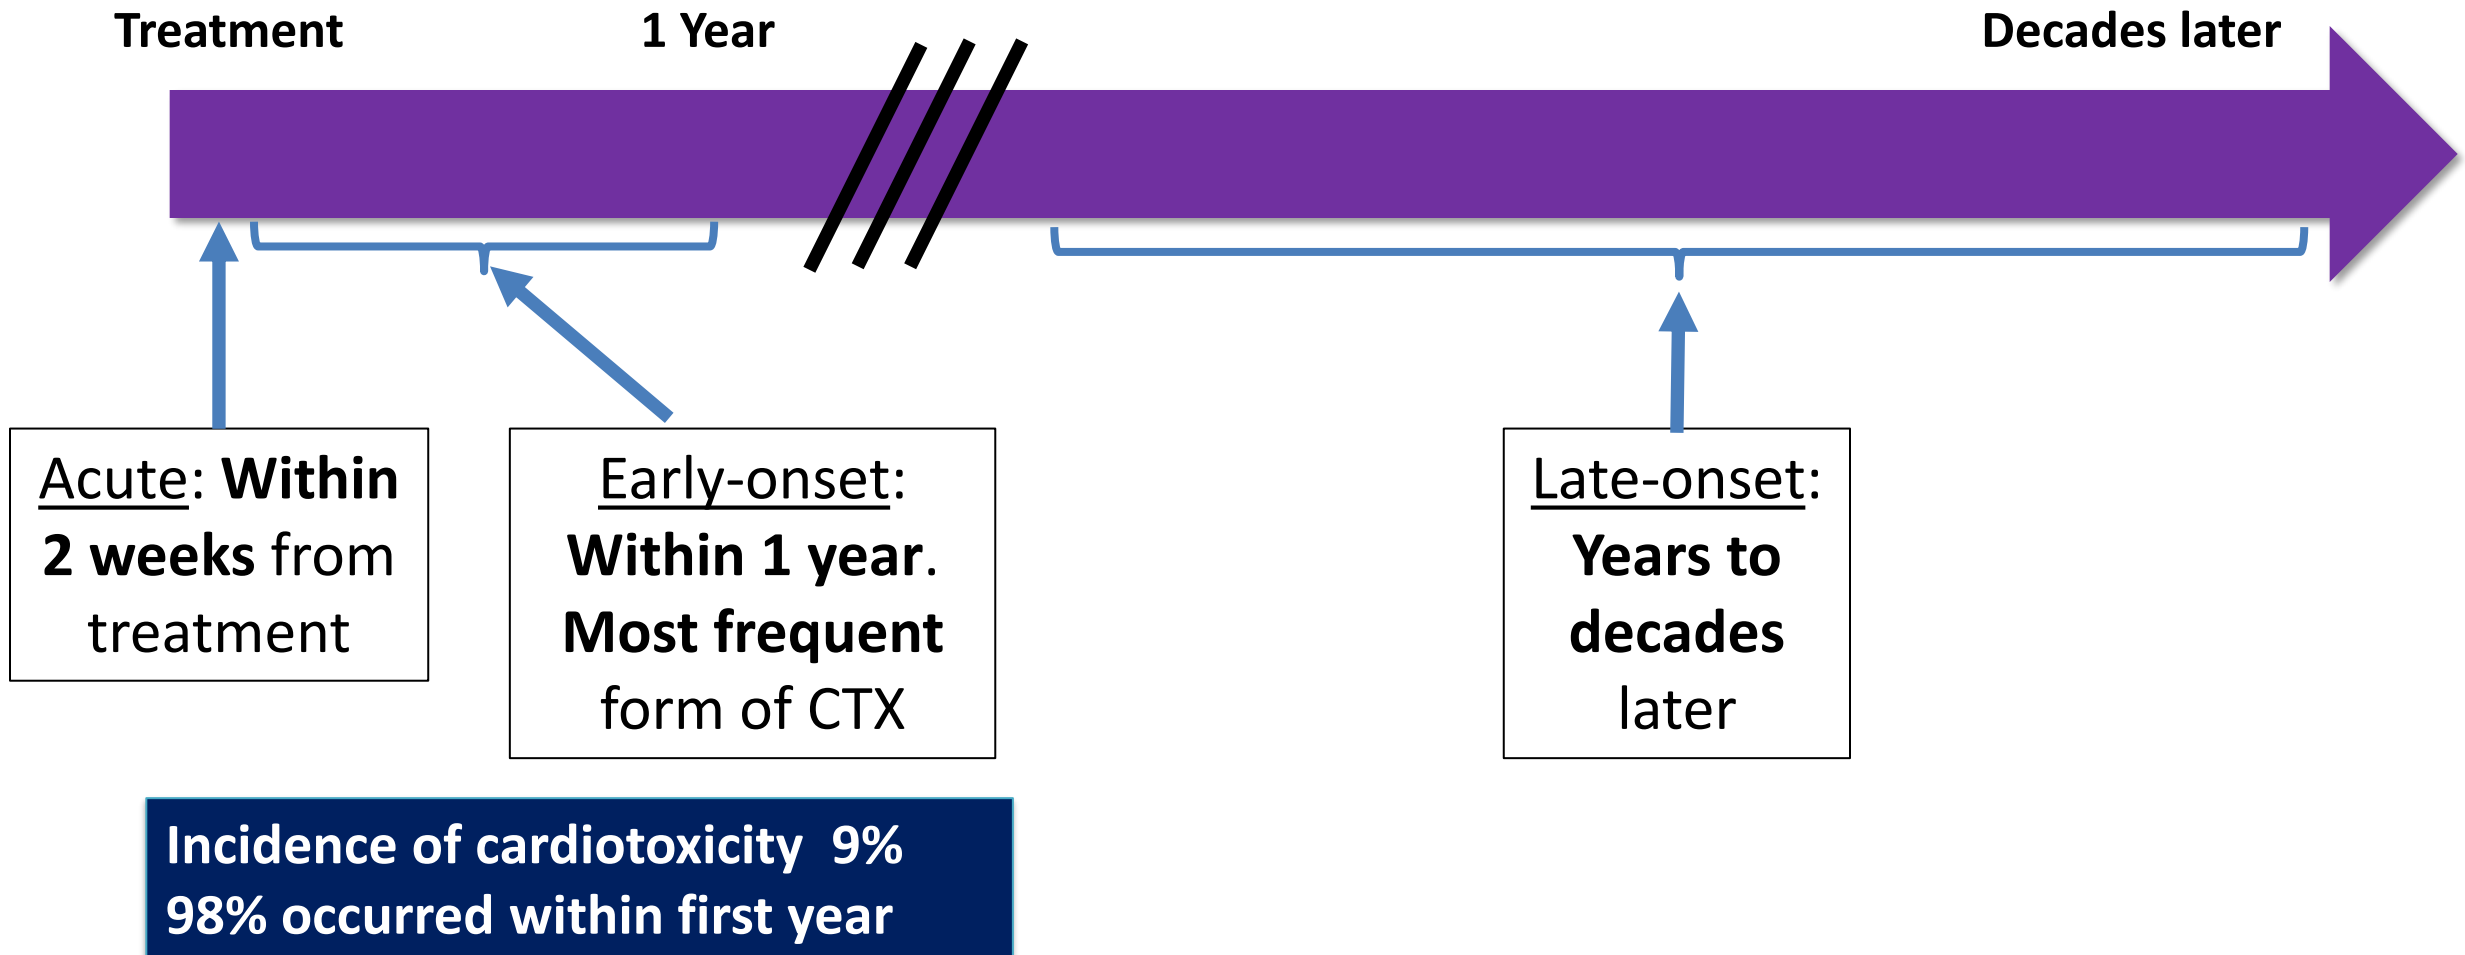 Treatment
1 Year
Decades later
Acute: Within
2 weeks from
treatment
Early-onset:
Within 1 year.
Most frequent
form of CTX
Late-onset:
Years to
decades
later
Incidence of cardiotoxicity  9%
98% occurred within first year